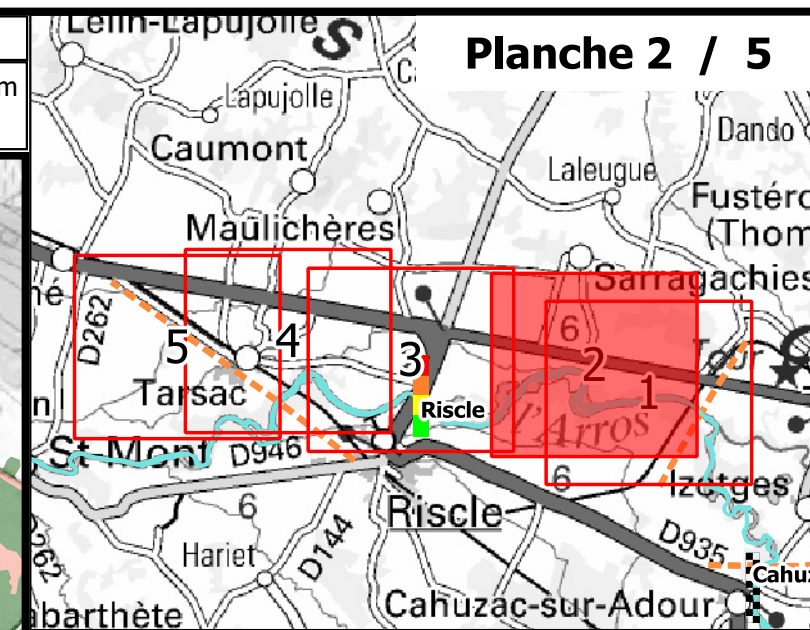 Lelin-Lapujolle
Planche 2 / 5
m
Lapujolle
Dando
Caumont
Laleugue
Maulichères
(Thom
Sarragachies
D262
6
5
4
3
2
1
Tarsac
Riscle
l'Arros
St-Mont
D946
6
Izotges
6
Riscle
D935
D262
Hariet
D144
Cahuz
abarthète
Cahuzac-sur-Adour